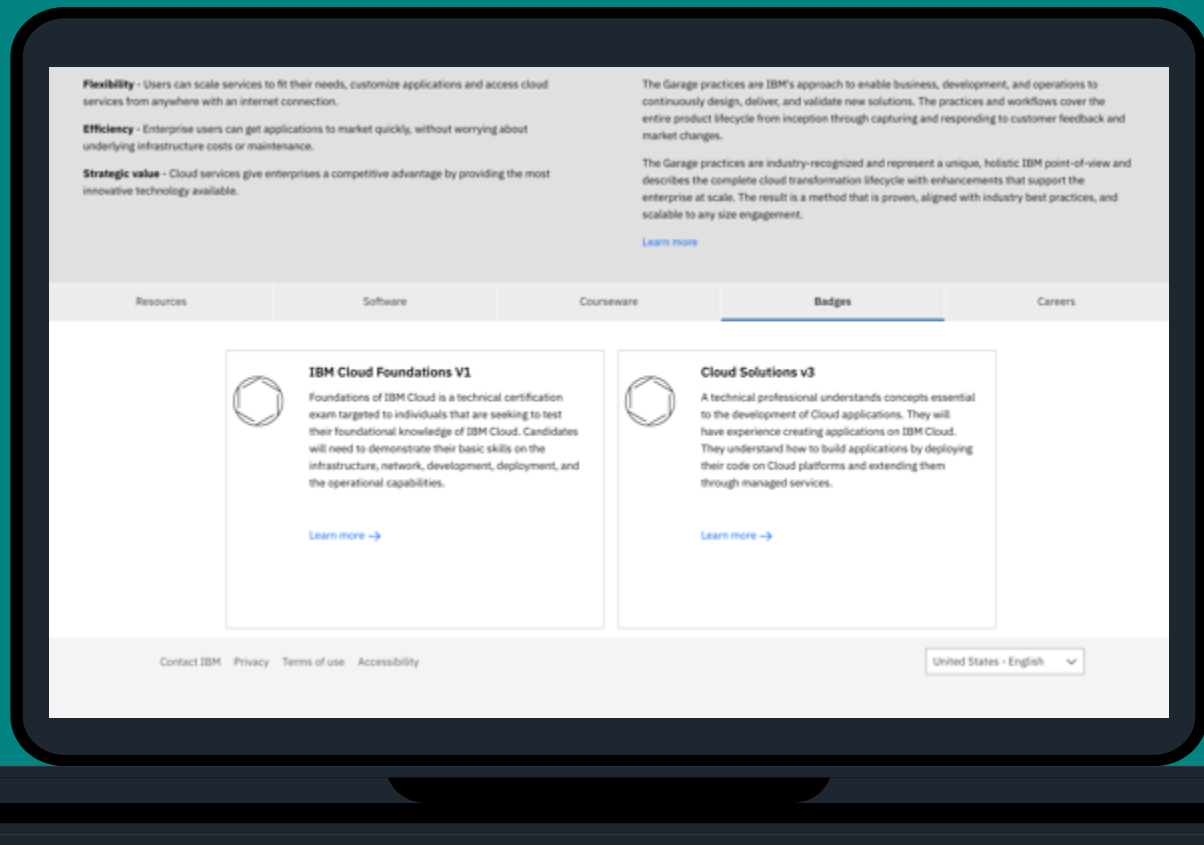 Flexibility - Users can scale services to fit their needs, customize applications and access cloud
services from anywhere with an internet connection.
Efficiency - Enterprise users can get applications to market quickly, without worrying about
underlying infrastructure costs or maintenance.
Strategic value - Cloud services give enterprises a competitive advantage by providing the most
innovative technology available.
The Garage practices are IBM's approach to enable business, development, and operations to
continuously design, deliver, and validate new solutions. The practices and workflows cover the
entire product lifecycle from inception through capturing and responding to customer feedback and
market changes.
The Garage practices are industry-recognized and represent a unique, holistic IBM point-of-view and
describes the complete cloud transformation lifecycle with enhancements that support the
enterprise at scale. The result is a method that is proven, aligned with industry best practices, and
scalable to any size engagement.
Learn more
Resources Software Courseware Badges Careers
IBM Cloud Foundations V1
Foundations of IBM Cloud is a technical certification
exam targeted to individuals that are seeking to test
their foundational knowledge of IBM Cloud. Candidates
will need to demonstrate their basic skills on the
infrastructure, network, development, deployment, and
the operational capabilities.
Learn more →
Cloud Solutions v3
A technical professional understands concepts essential
to the development of Cloud applications. They will
have experience creating applications on IBM Cloud.
They understand how to build applications by deploying
their code on Cloud platforms and extending them
through managed services.
Learn more →
Contact IBM Privacy Terms of use Accessibility
United States - English